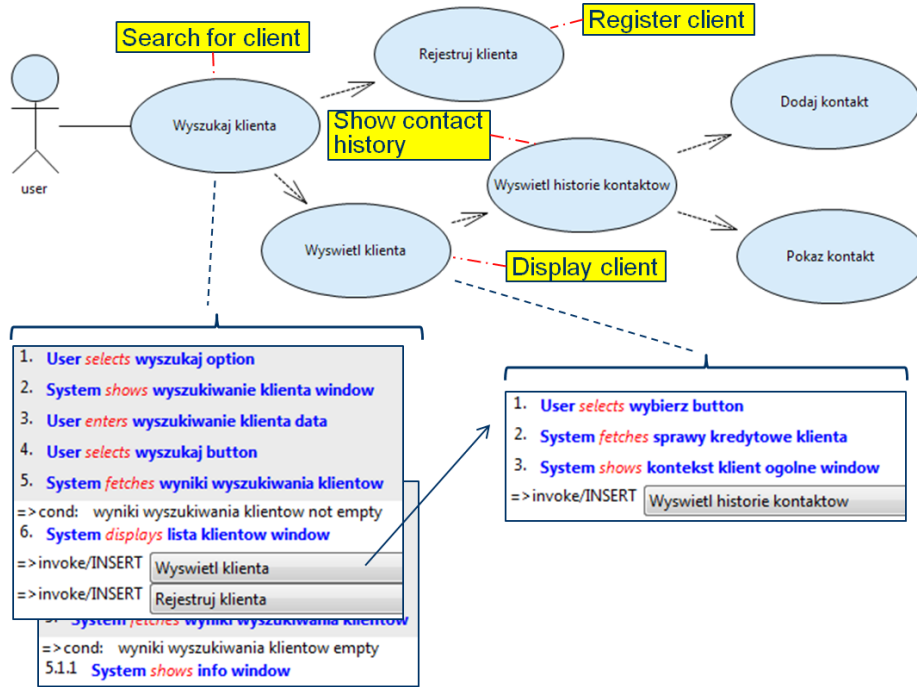 Search for client
Register client
Rejestruj klienta
Wyszukaj klienta
Show contact
history
Dodaj kontakt
user
Wyswietl historie kontaktow
Wyswietl klienta
Display client
Pokaz kontakt
1. User selects wyszukaj option
2. System shows wyszukiwanie klienta window
3. User enters wyszukiwanie klienta data
4. User selects wyszukaj button
5. System fetches wyniki wyszukiwania klientow
=>cond: wyniki wyszukiwania klientow not empty
6. System displays lista klientow window
=>invoke/INSERT Wyswietl klienta
=>invoke/INSERT Rejestruj klienta
System fetches wyniki wyszukiwania klientow
=>cond: wyniki wyszukiwania klientow empty
5.1.1 System shows info window
1. User selects wybierz button
2. System fetches sprawy kredytowe klienta
3. System shows kontekst klient ogolne window
=>invoke/INSERT Wyswietl historie kontaktow